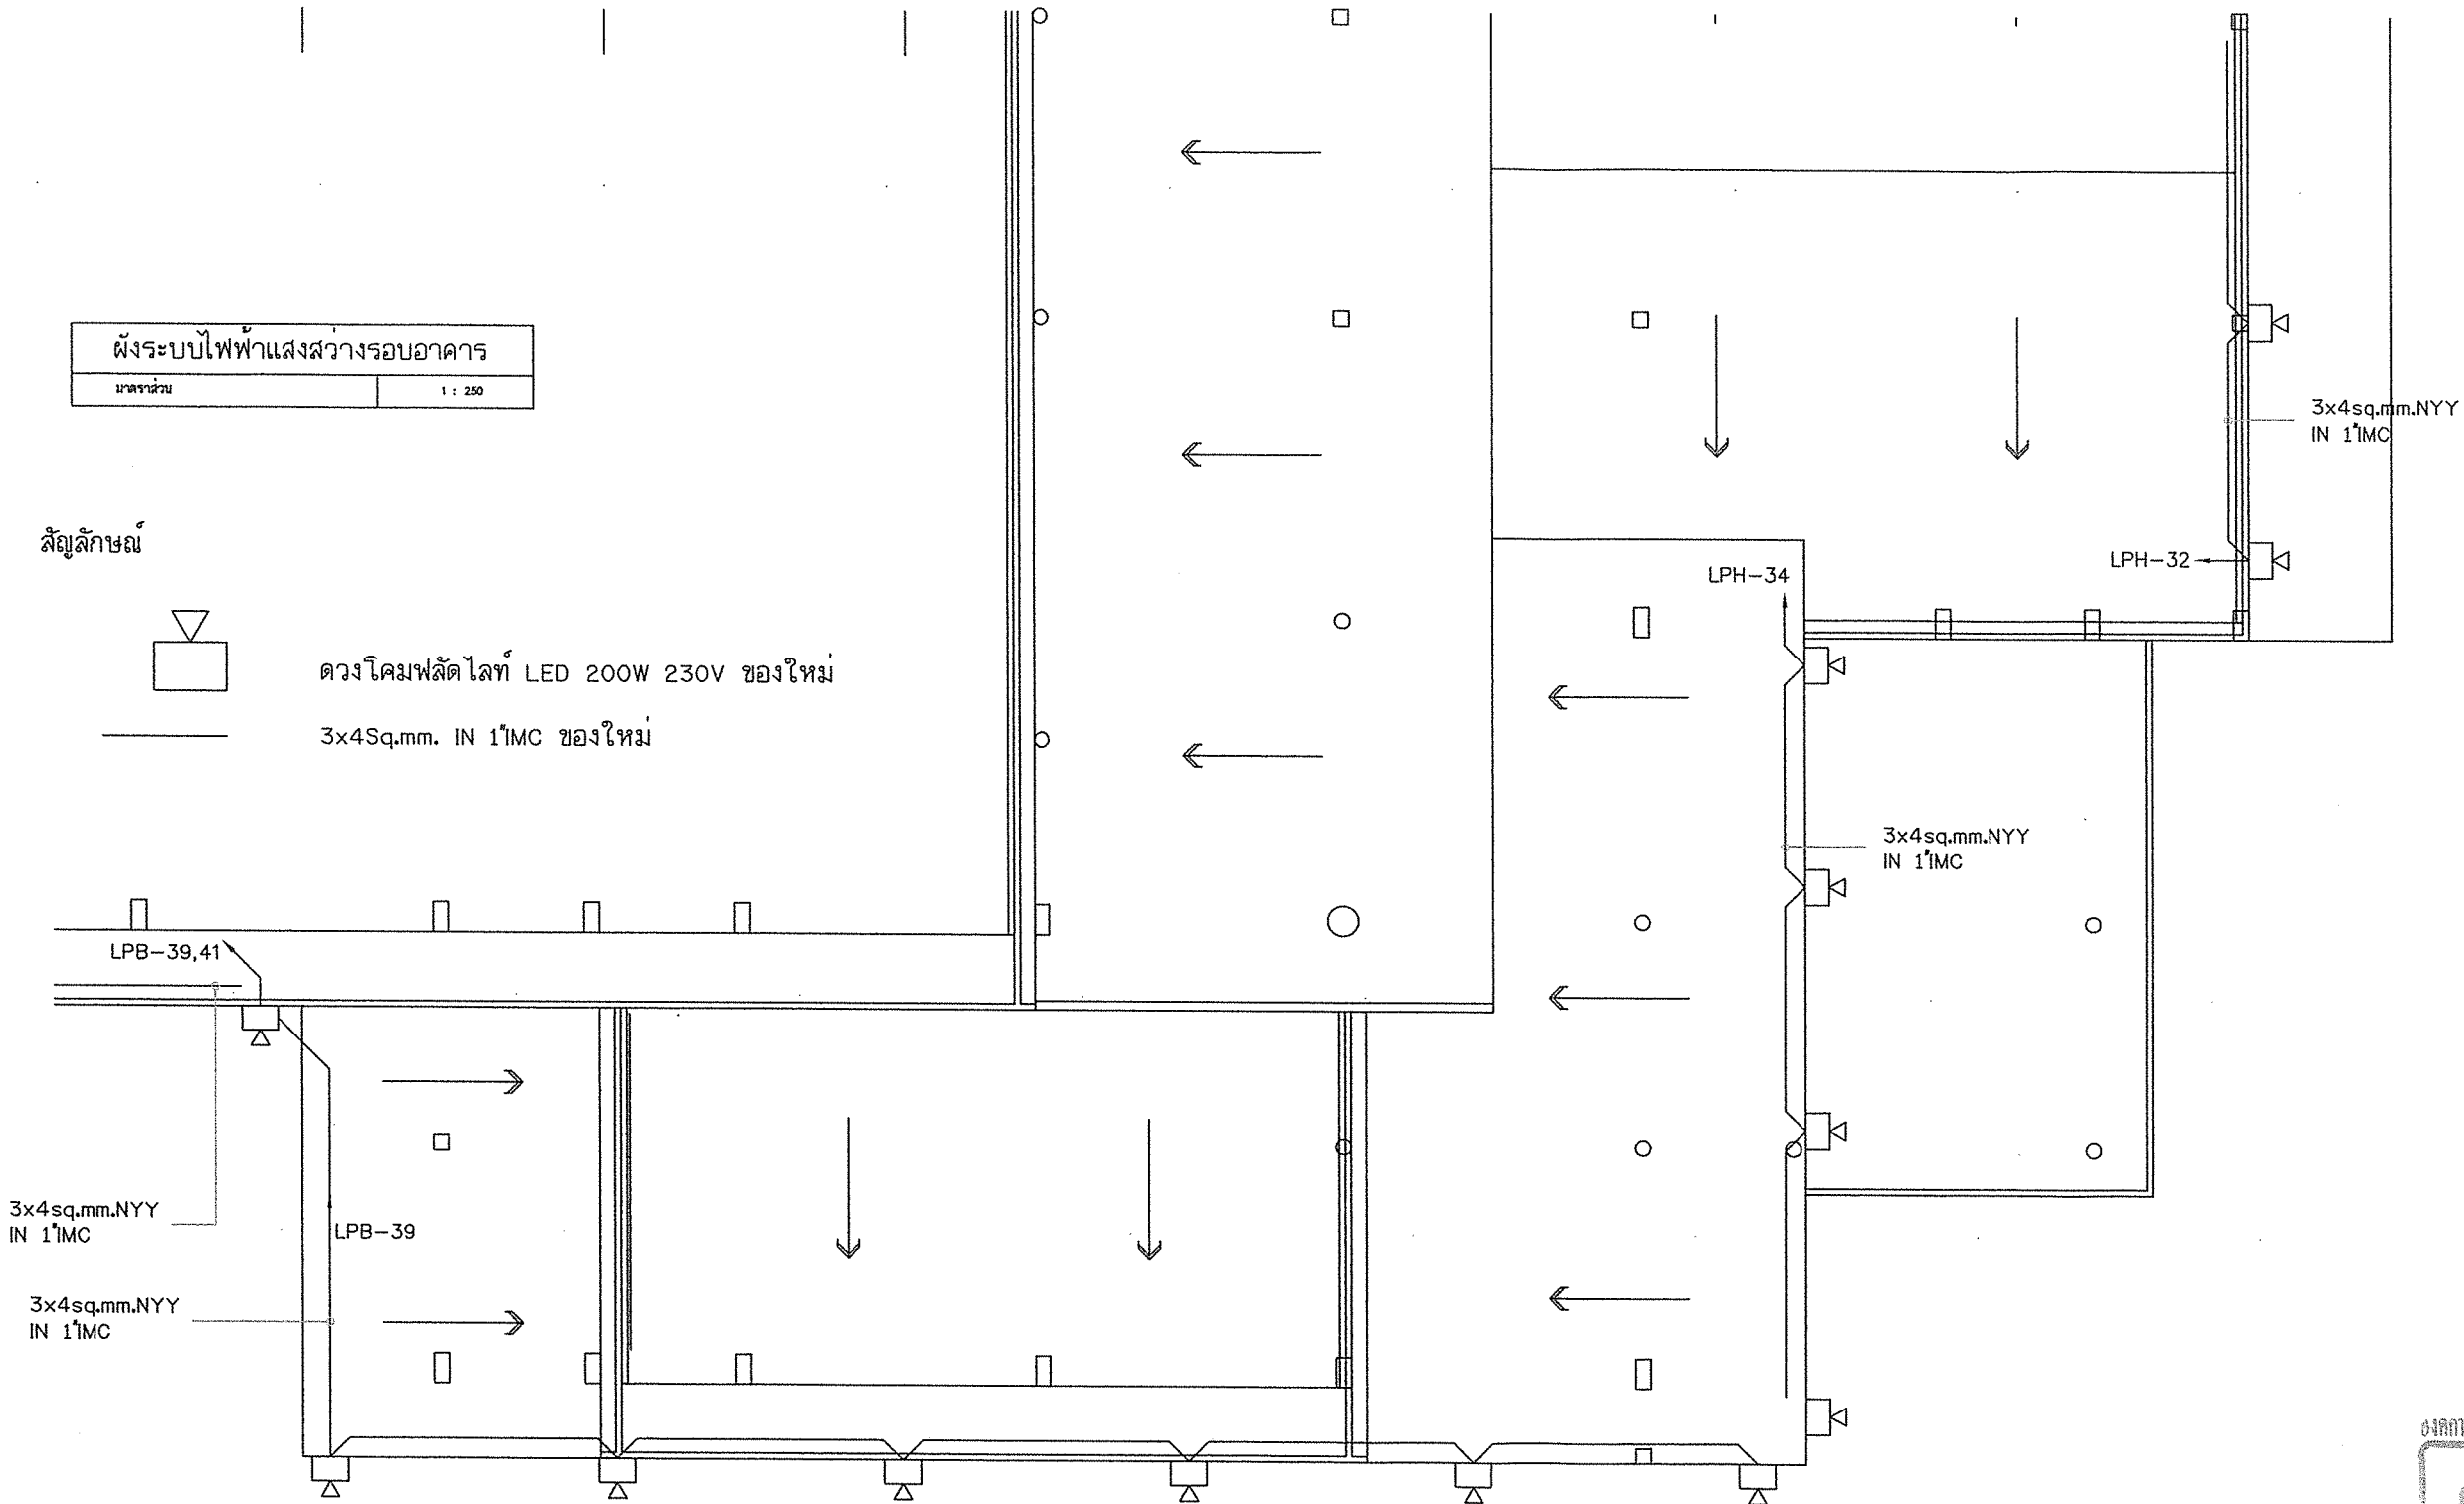 ผังระบบไฟฟ้าแสงสว่างรอบอาคาร
มาตราส่วน 1 : 250
สัญลักษณ์
ดวงโคมฟลัดไลท์ LED 200W 230V ของใหม่
3x4Sq.mm. IN 1"IMC ของใหม่
3x4sq.mm.NYY
IN 1"IMC
LPH-32
LPH-34
3x4sq.mm.NYY
IN 1"IMC
LPB-39,41
3x4sq.mm.NYY
IN 1"IMC
LPB-39
3x4sq.mm.NYY
IN 1"IMC